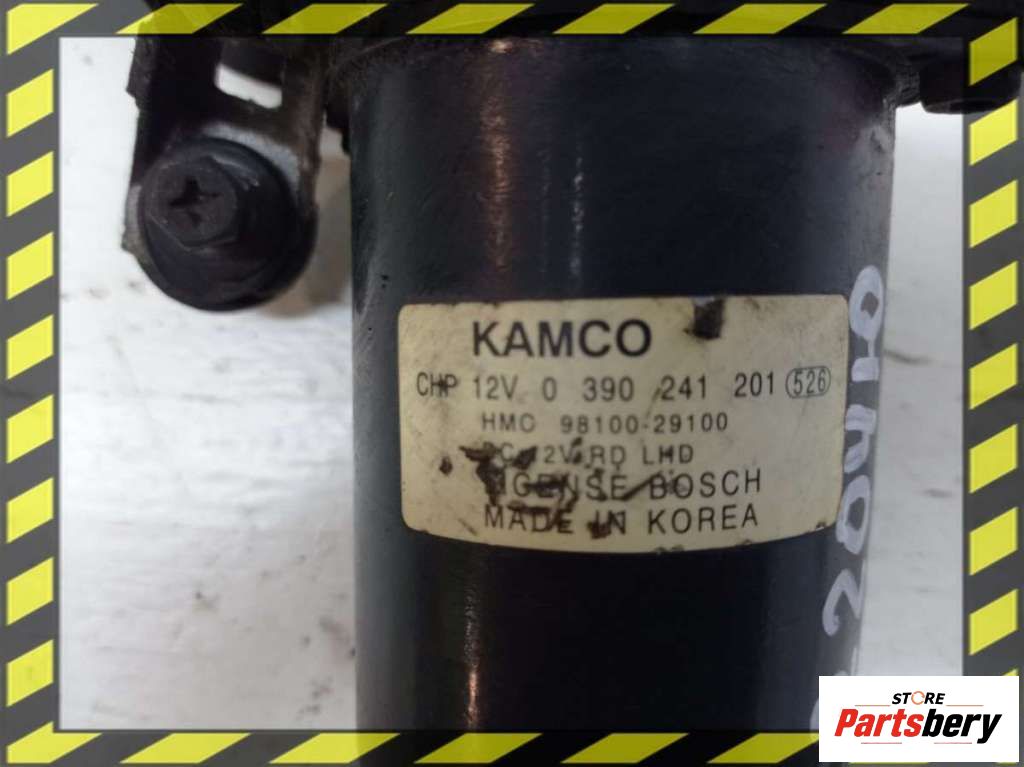 KAMCO
CHP 12V 0 390 241 201 526
HMC 98100-29100
12V RD LHD
BOSCH
MADE IN KOREA
STORE
Partsbery